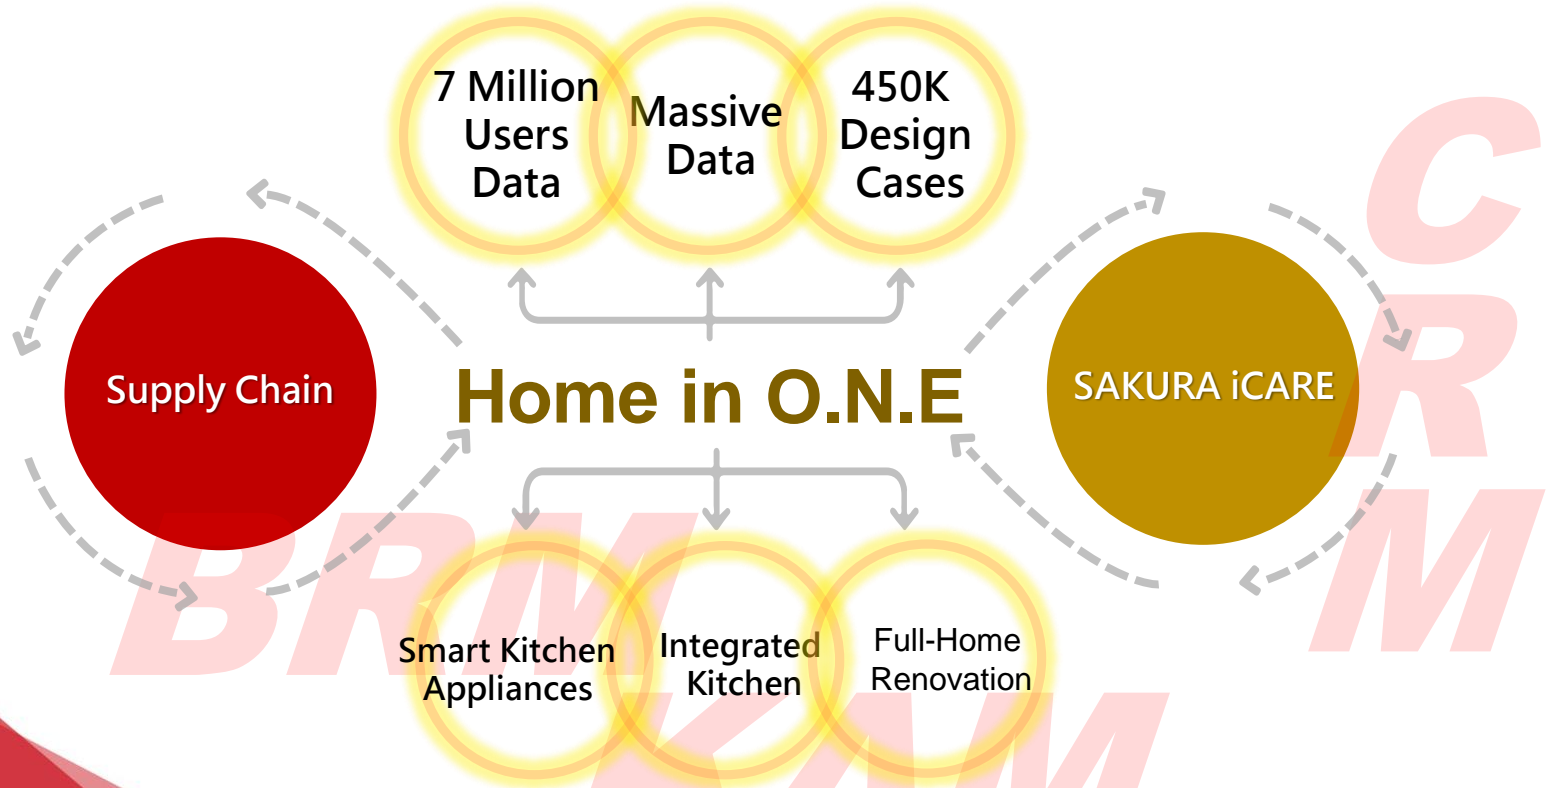 7 Million
Users
Data
Massive
Data
450K
Design
Cases
C
R
M
Supply Chain
Home in O.N.E
SAKURA iCARE
BRM
Smart Kitchen
Appliances
Integrated
Kitchen
Full-Home
Renovation
KAM